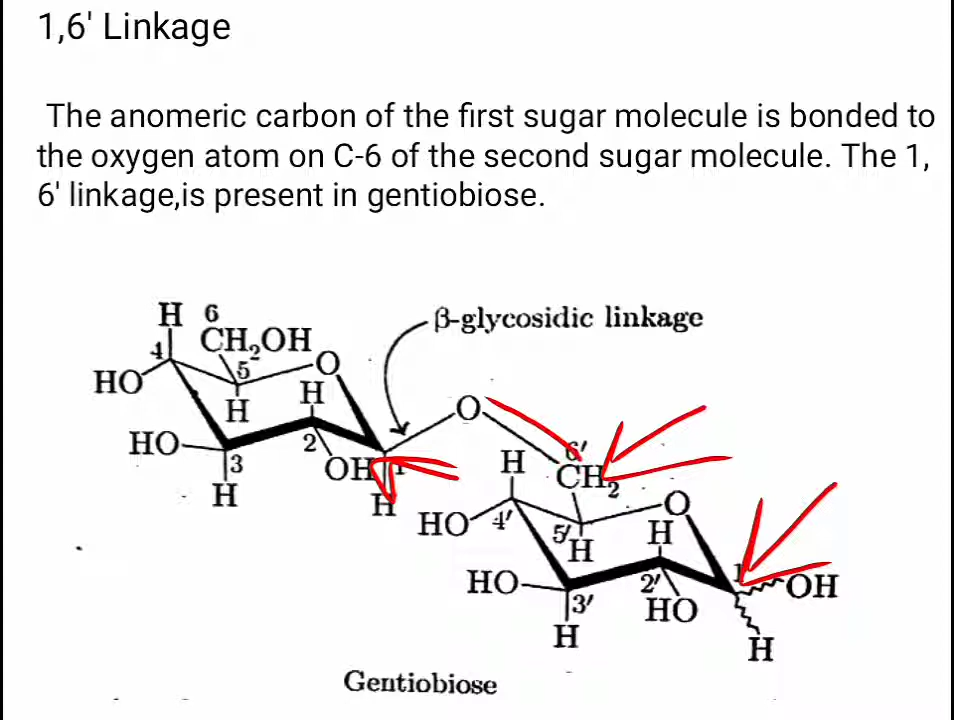 1,6' Linkage
The anomeric carbon of the first sugar molecule is bonded to
the oxygen atom on C-6 of the second sugar molecule. The 1,
6' linkage,is present in gentiobiose.
H 6
β-glycosidic linkage
CH₂OH
4
5
O
HO
H
H
O
HO
2
3
OH
H
6'
H
H
CH₂
O
HO
4'
5'
H
H
HO
2'
1
OH
3'
HO
H
H
Gentiobiose